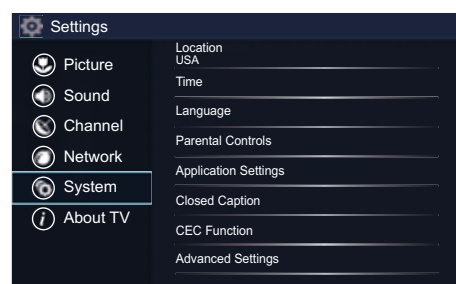 Settings
Picture
Sound
Channel
Network
System
About TV
Location
USA
Time
Language
Parental Controls
Application Settings
Closed Caption
CEC Function
Advanced Settings